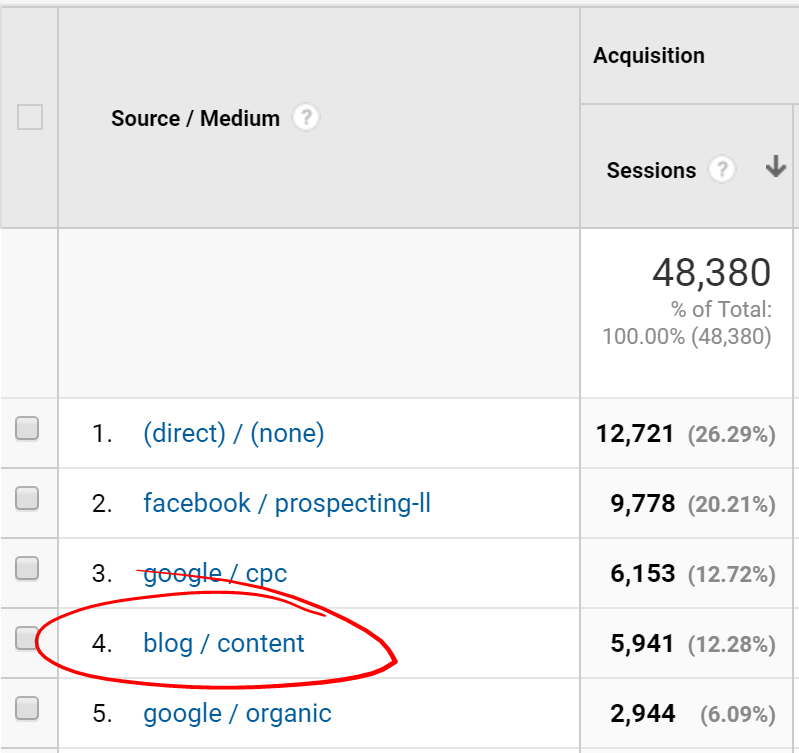 Acquisition
Source / Medium ?
Sessions ?
48,380
% of Total:
100.00% (48,380)
1. (direct) / (none) 12,721 (26.29%)
2. facebook / prospecting-ll 9,778 (20.21%)
3. google / cpc 6,153 (12.72%)
4. blog / content 5,941 (12.28%)
5. google / organic 2,944 (6.09%)